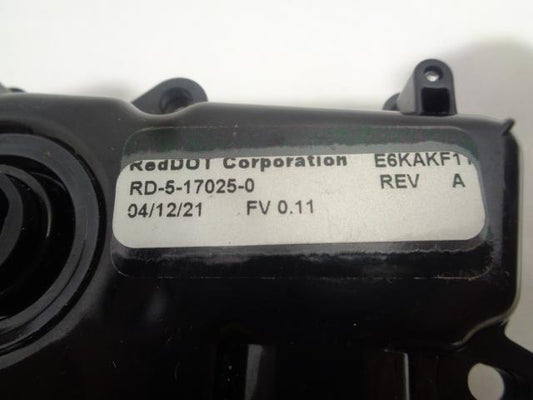 RedDOT Corporation E6KAKF11
RD-5-17025-0 REV A
04/12/21 FV 0.11